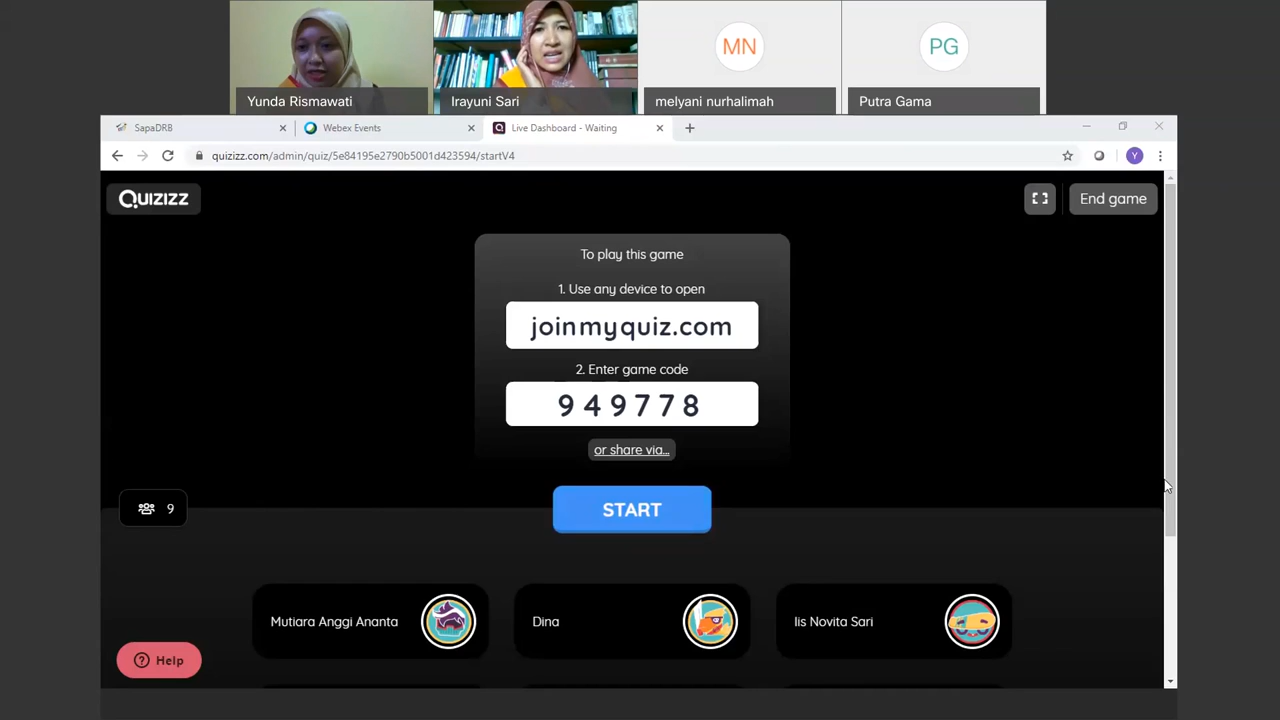 MN
PG
Yunda Rismawati
Irayuni Sari
melyani nurhalimah
Putra Gama
SapaDRB
Webex Events
Live Dashboard - Waiting
quizizz.com/admin/quiz/5e84195e2790b5001d423594/startV4
Y
QUIZIZZ
End game
To play this game
1. Use any device to open
joinmyquiz.com
2. Enter game code
949778
or share via...
9
START
Mutiara Anggi Ananta
Dina
Iis Novita Sari
Help